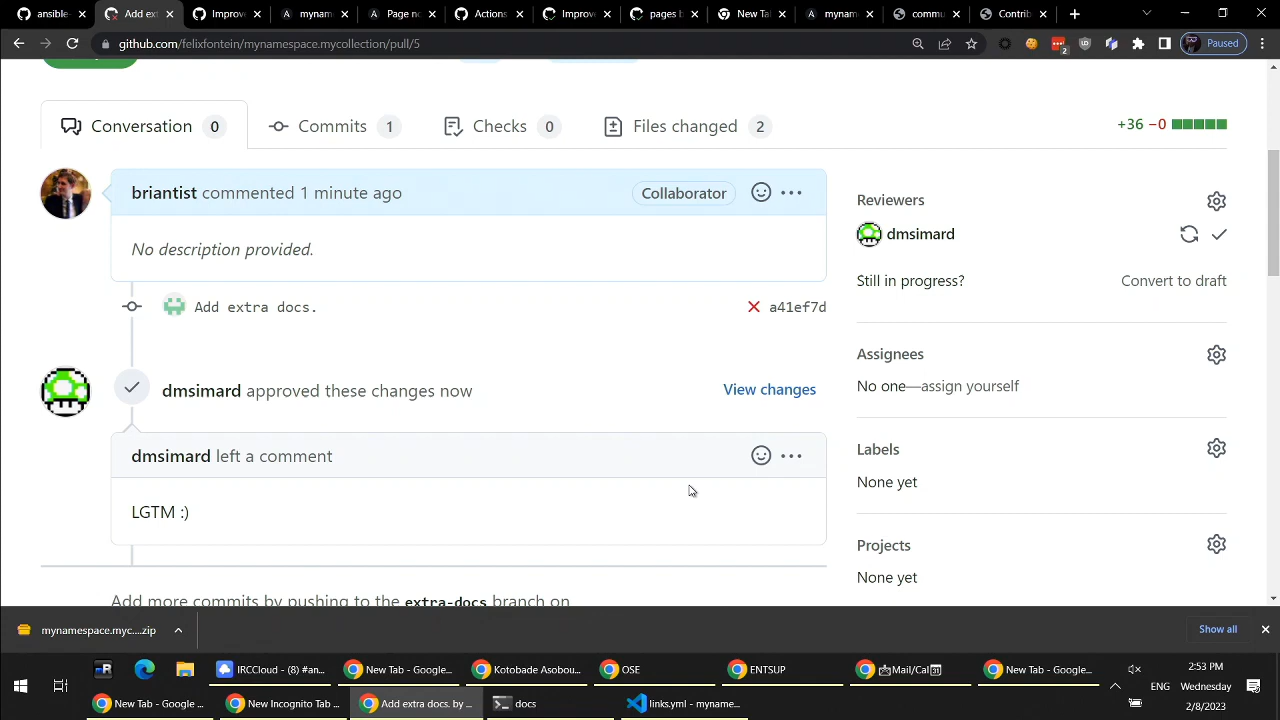 ansible
Add ext
Improve
mynam
Page no
Actions
Improve
pages b
New Tal
mynam
commu
Contrib
github.com/felixfontein/mynamespace.mycollection/pull/5
2
Paused
Conversation 0
Commits 1
Checks 0
Files changed 2
+36 −0
briantist commented 1 minute ago
Collaborator
No description provided.
Add extra docs.
a41ef7d
dmsimard approved these changes now
View changes
dmsimard left a comment
LGTM :)
Add more commits by pushing to the extra-docs branch on
Reviewers
dmsimard
Still in progress?
Convert to draft
Assignees
No one—assign yourself
Labels
None yet
Projects
None yet
mynamespace.myc....zip
Show all
IRCCloud - (8) #an...
New Tab - Google...
Kotobade Asobou...
OSE
ENTSUP
Mail/Cal
New Tab - Google...
2:53 PM
ENG
Wednesday
2/8/2023
New Tab - Google ...
New Incognito Tab ...
Add extra docs. by ...
docs
links.yml - myname...